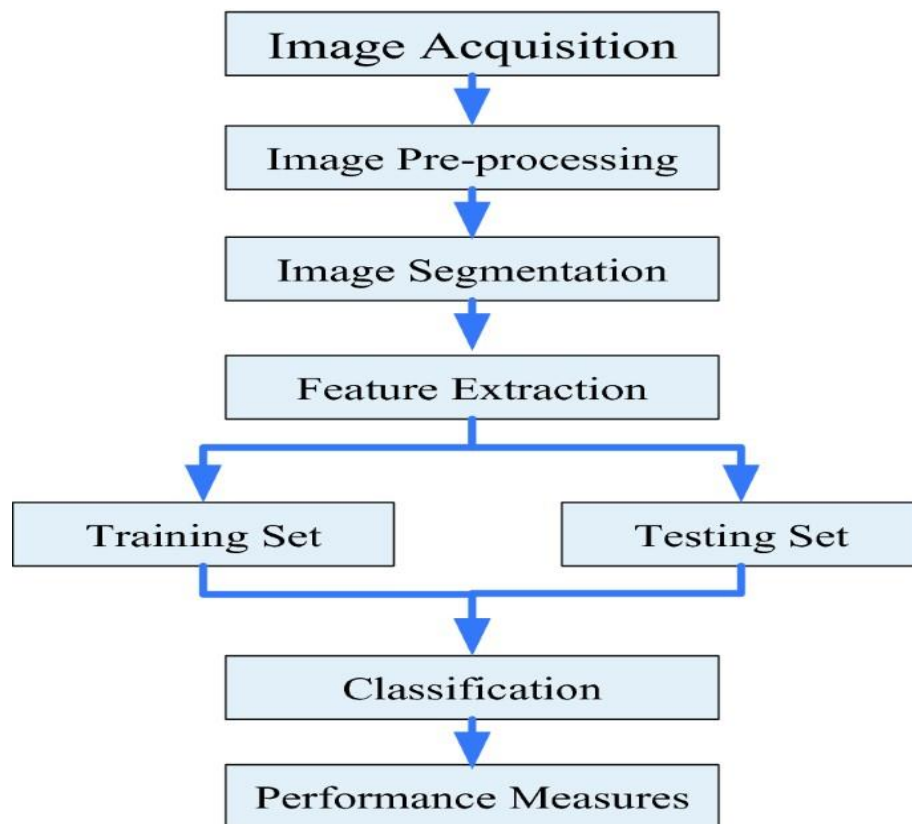 Image Acquisition
Image Pre-processing
Image Segmentation
Feature Extraction
Training Set
Testing Set
Classification
Performance Measures